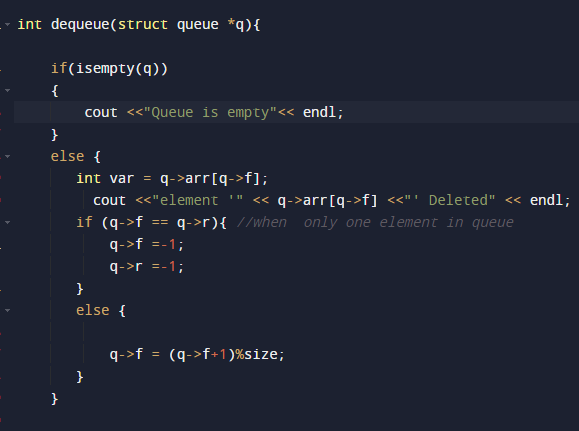 int dequeue(struct queue *q){
if(isempty(q))
{
cout <<"Queue is empty"<< endl;
}
else {
int var = q->arr[q->f];
cout <<"element '" << q->arr[q->f] <<"' Deleted" << endl;
if (q->f == q->r){ //when  only one element in queue
q->f =-1;
q->r =-1;
}
else {
q->f = (q->f+1)%size;
}
}